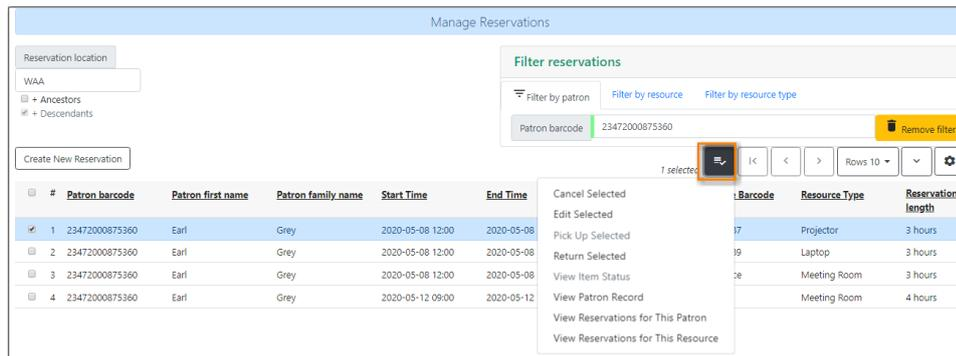 Manage Reservations
Reservation location
WAA
+ Ancestors
+ Descendants
Filter reservations
Filter by patron Filter by resource Filter by resource type
Patron barcode 23472000875360 Remove filter
Create New Reservation
1 selected Rows 10
# Patron barcode Patron first name Patron family name Start Time End Time Barcode Resource Type Reservation length
1 23472000875360 Earl Grey 2020-05-08 12:00 2020-05-08 Projector 3 hours
2 23472000875360 Earl Grey 2020-05-08 12:00 2020-05-08 Laptop 3 hours
3 23472000875360 Earl Grey 2020-05-08 12:00 2020-05-08 Meeting Room 3 hours
4 23472000875360 Earl Grey 2020-05-12 09:00 2020-05-12 Meeting Room 4 hours
Cancel Selected
Edit Selected
Pick Up Selected
Return Selected
View Item Status
View Patron Record
View Reservations for This Patron
View Reservations for This Resource